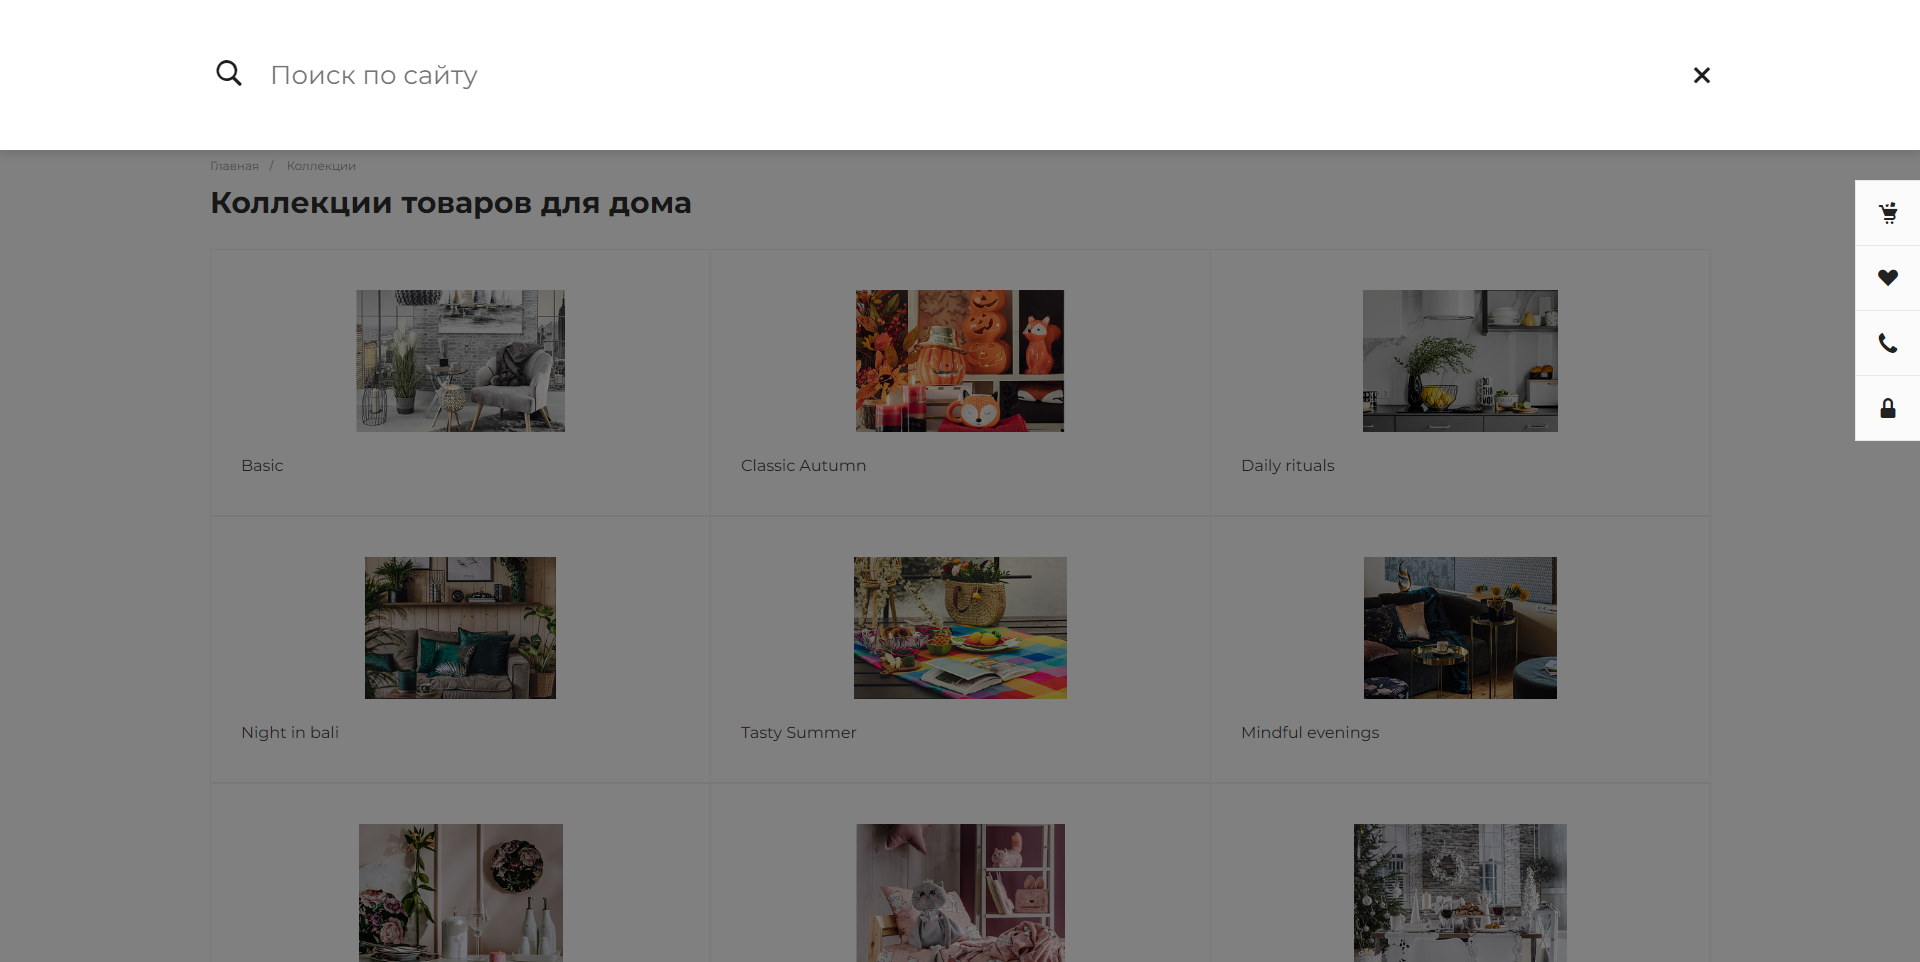 Поиск по сайту
Главная / Коллекции
Коллекции товаров для дома
Basic
Classic Autumn
Daily rituals
Night in bali
Tasty Summer
Mindful evenings